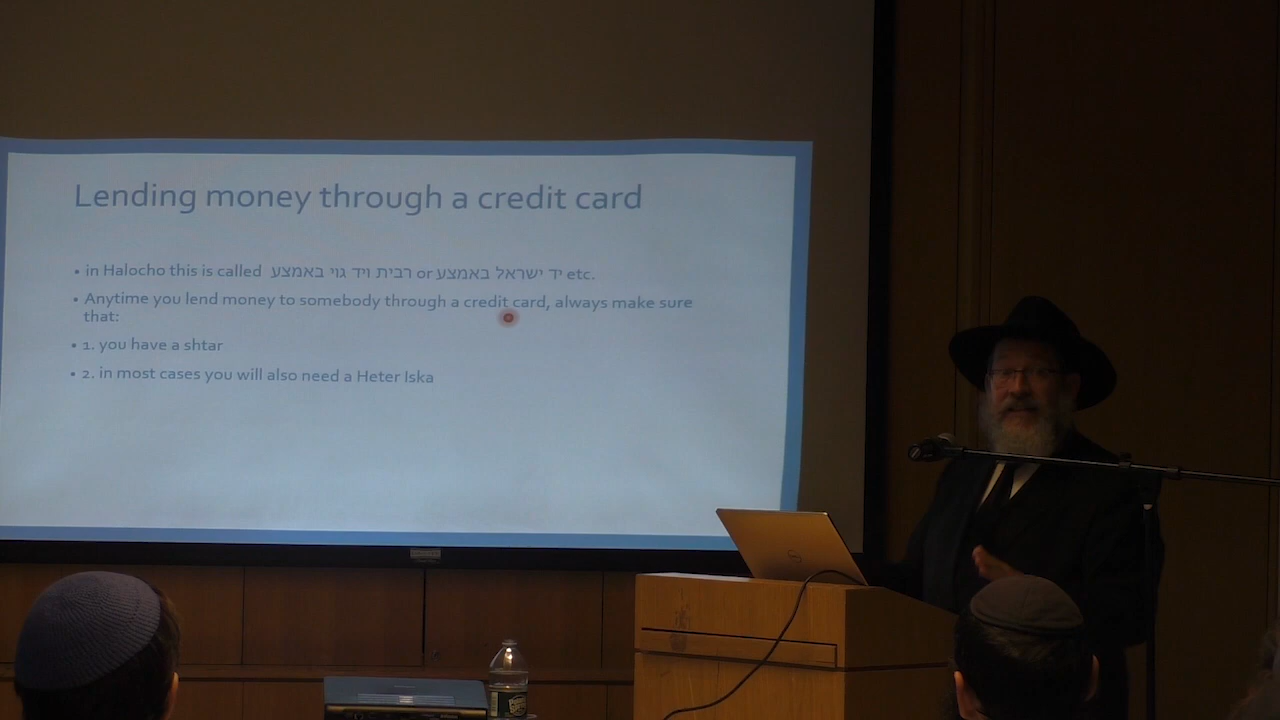 Lending money through a credit card
• in Halocho this is called רבית ויד גוי באמצע or יד ישראל באמצע etc.
• Anytime you lend money to somebody through a credit card, always make sure
that:
• 1. you have a shtar
• 2. in most cases you will also need a Heter Iska